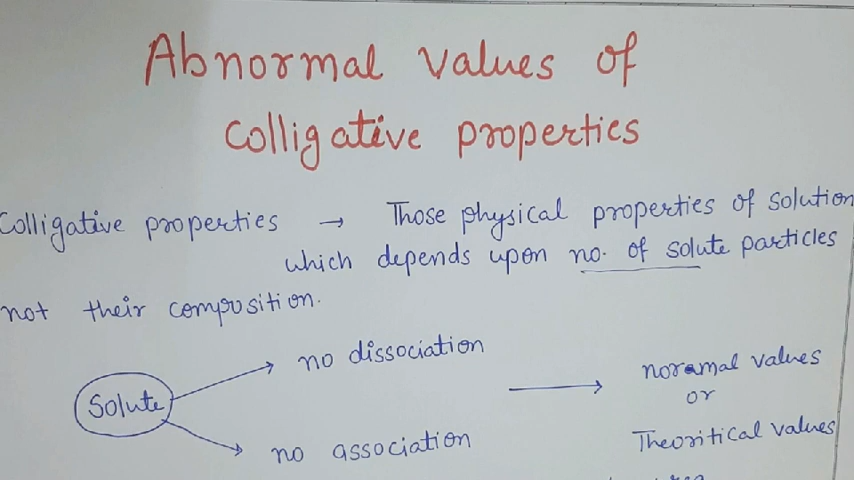 Abnormal values of
Colligative properties
Colligative properties → Those physical properties of solution
which depends upon no. of solute particles
not their composition.
no dissociation
Solute
no association
noramal values
or
Theoritical values